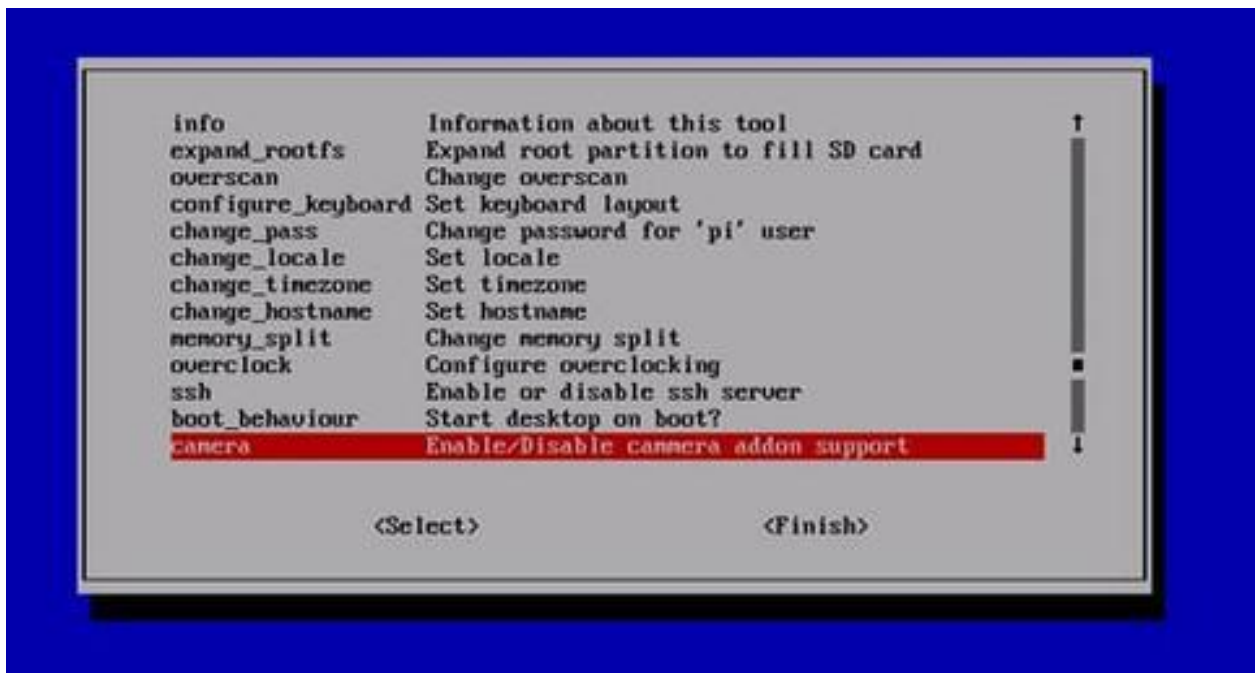 info Information about this tool
expand_rootfs Expand root partition to fill SD card
overscan Change overscan
configure_keyboard Set keyboard layout
change_pass Change password for 'pi' user
change_locale Set locale
change_timezone Set timezone
change_hostname Set hostname
memory_split Change memory split
overclock Configure overclocking
ssh Enable or disable ssh server
boot_behaviour Start desktop on boot?
camera Enable/Disable cammera addon support
<Select> <Finish>